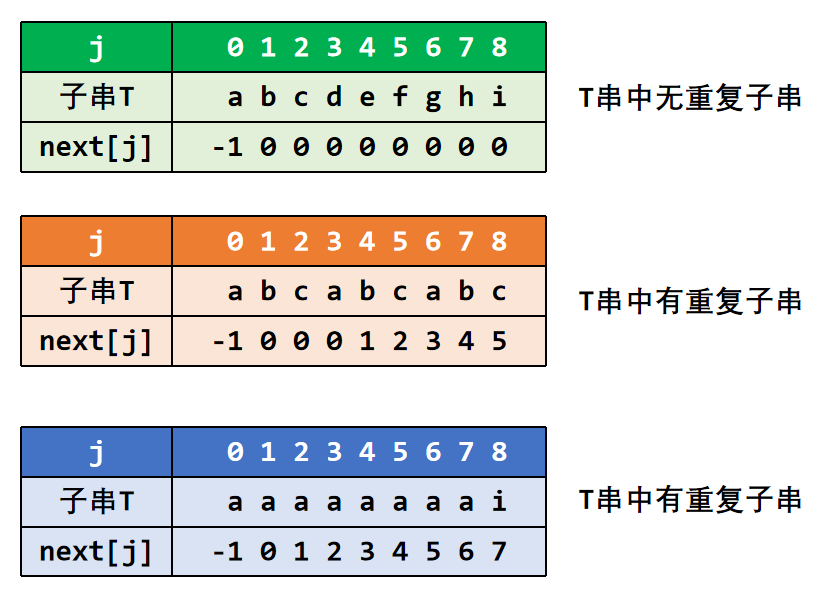 j 0 1 2 3 4 5 6 7 8
子串T a b c d e f g h i T串中无重复子串
next[j] -1 0 0 0 0 0 0 0 0
j 0 1 2 3 4 5 6 7 8
子串T a b c a b c a b c T串中有重复子串
next[j] -1 0 0 0 1 2 3 4 5
j 0 1 2 3 4 5 6 7 8
子串T a a a a a a a a i T串中有重复子串
next[j] -1 0 1 2 3 4 5 6 7